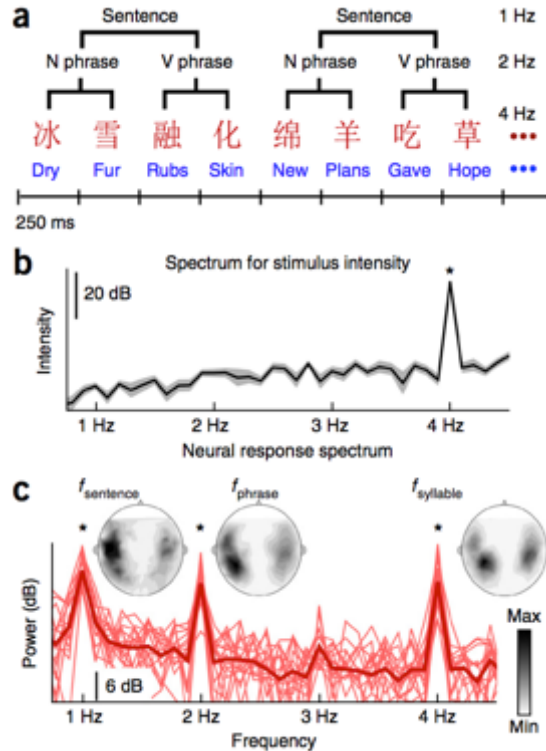 a
Sentence Sentence 1 Hz
N phrase V phrase N phrase V phrase 2 Hz
4 Hz
冰 雪 融 化 绵 羊 吃 草 •••
Dry Fur Rubs Skin New Plans Gave Hope •••
250 ms
b
Spectrum for stimulus intensity
*
20 dB
Intensity
1 Hz 2 Hz 3 Hz 4 Hz
Neural response spectrum
c
fsentence fphrase fsyllable
* * *
Max
Min
Power (dB)
6 dB
1 Hz 2 Hz 3 Hz 4 Hz
Frequency